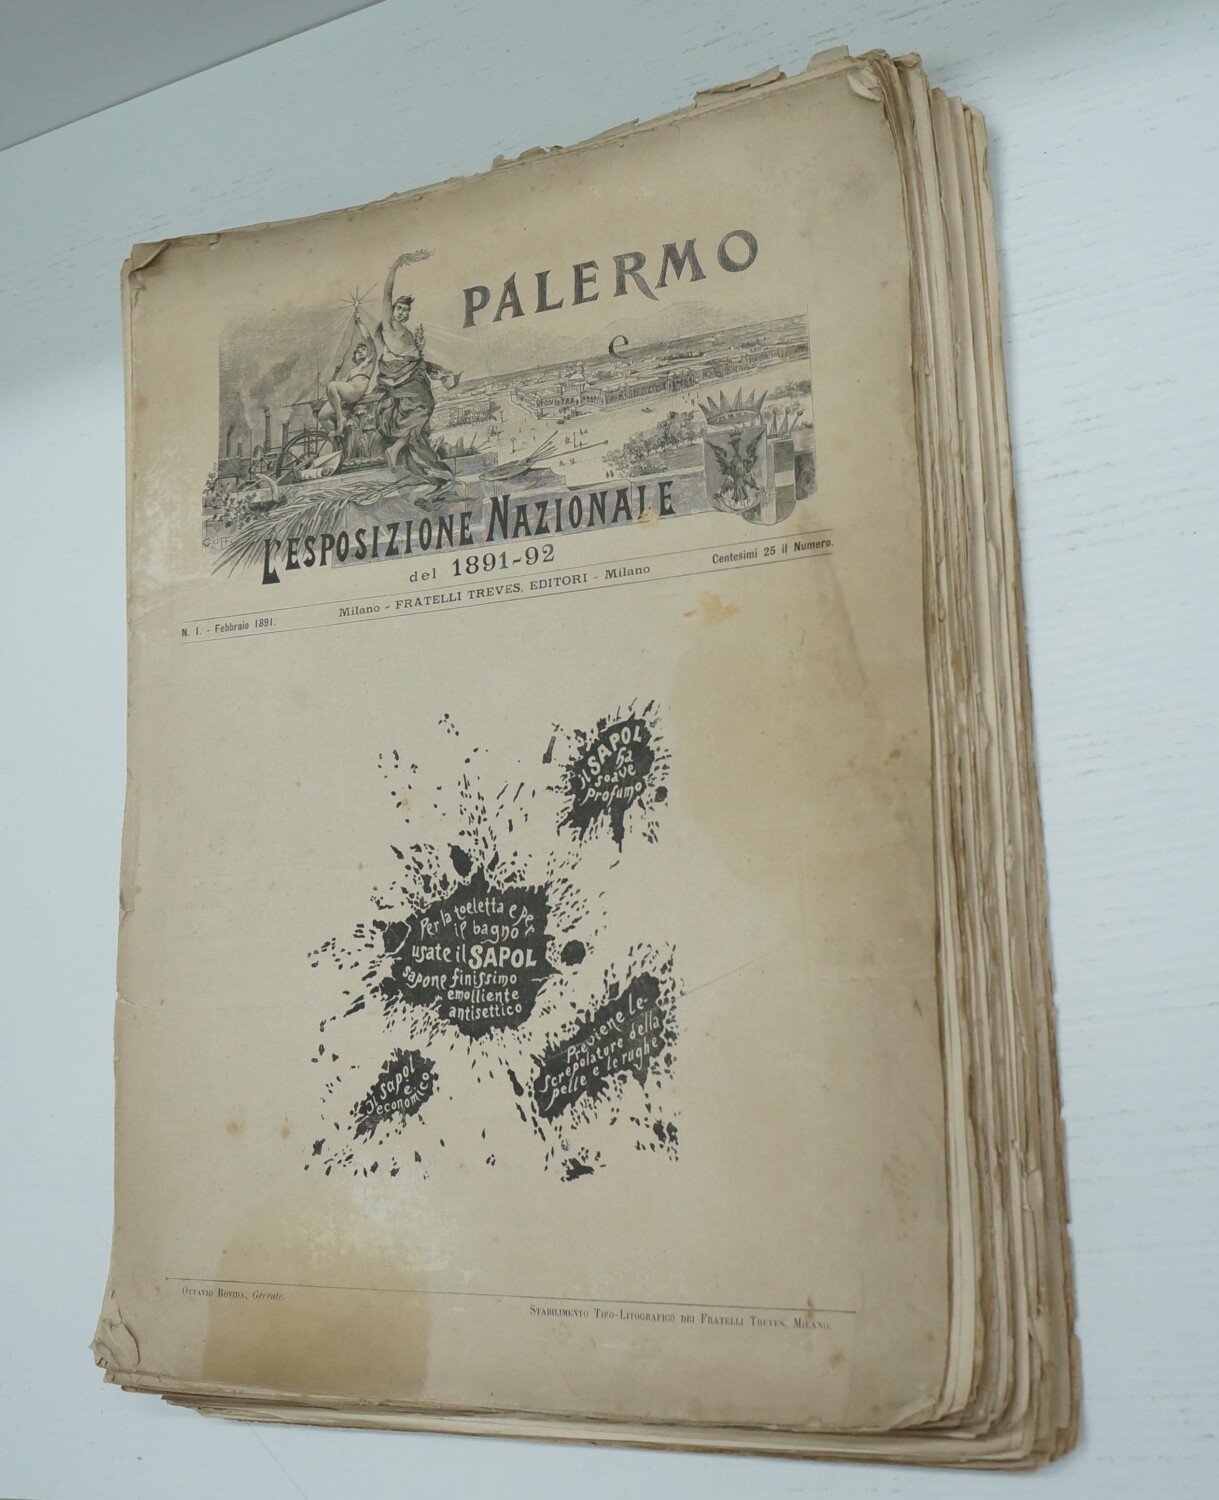 PALERMO
e
L'ESPOSIZIONE NAZIONALE
del 1891-92
N. 1. - Febbraio 1891.
Milano - FRATELLI TREVES, EDITORI - Milano
Centesimi 25 il Numero.
il SAPOL
ha
soave
profumo
Per la toeletta e per
il bagno
usate il SAPOL
sapone finissimo
emolliente
antisettico
Previene le
screpolature della
pelle e le rughe
Il sapol
e
economico
OTTAVIO ROVIDA, Gerente.
STABILIMENTO TIPO-LITOGRAFICO DEI FRATELLI TREVES, MILANO.